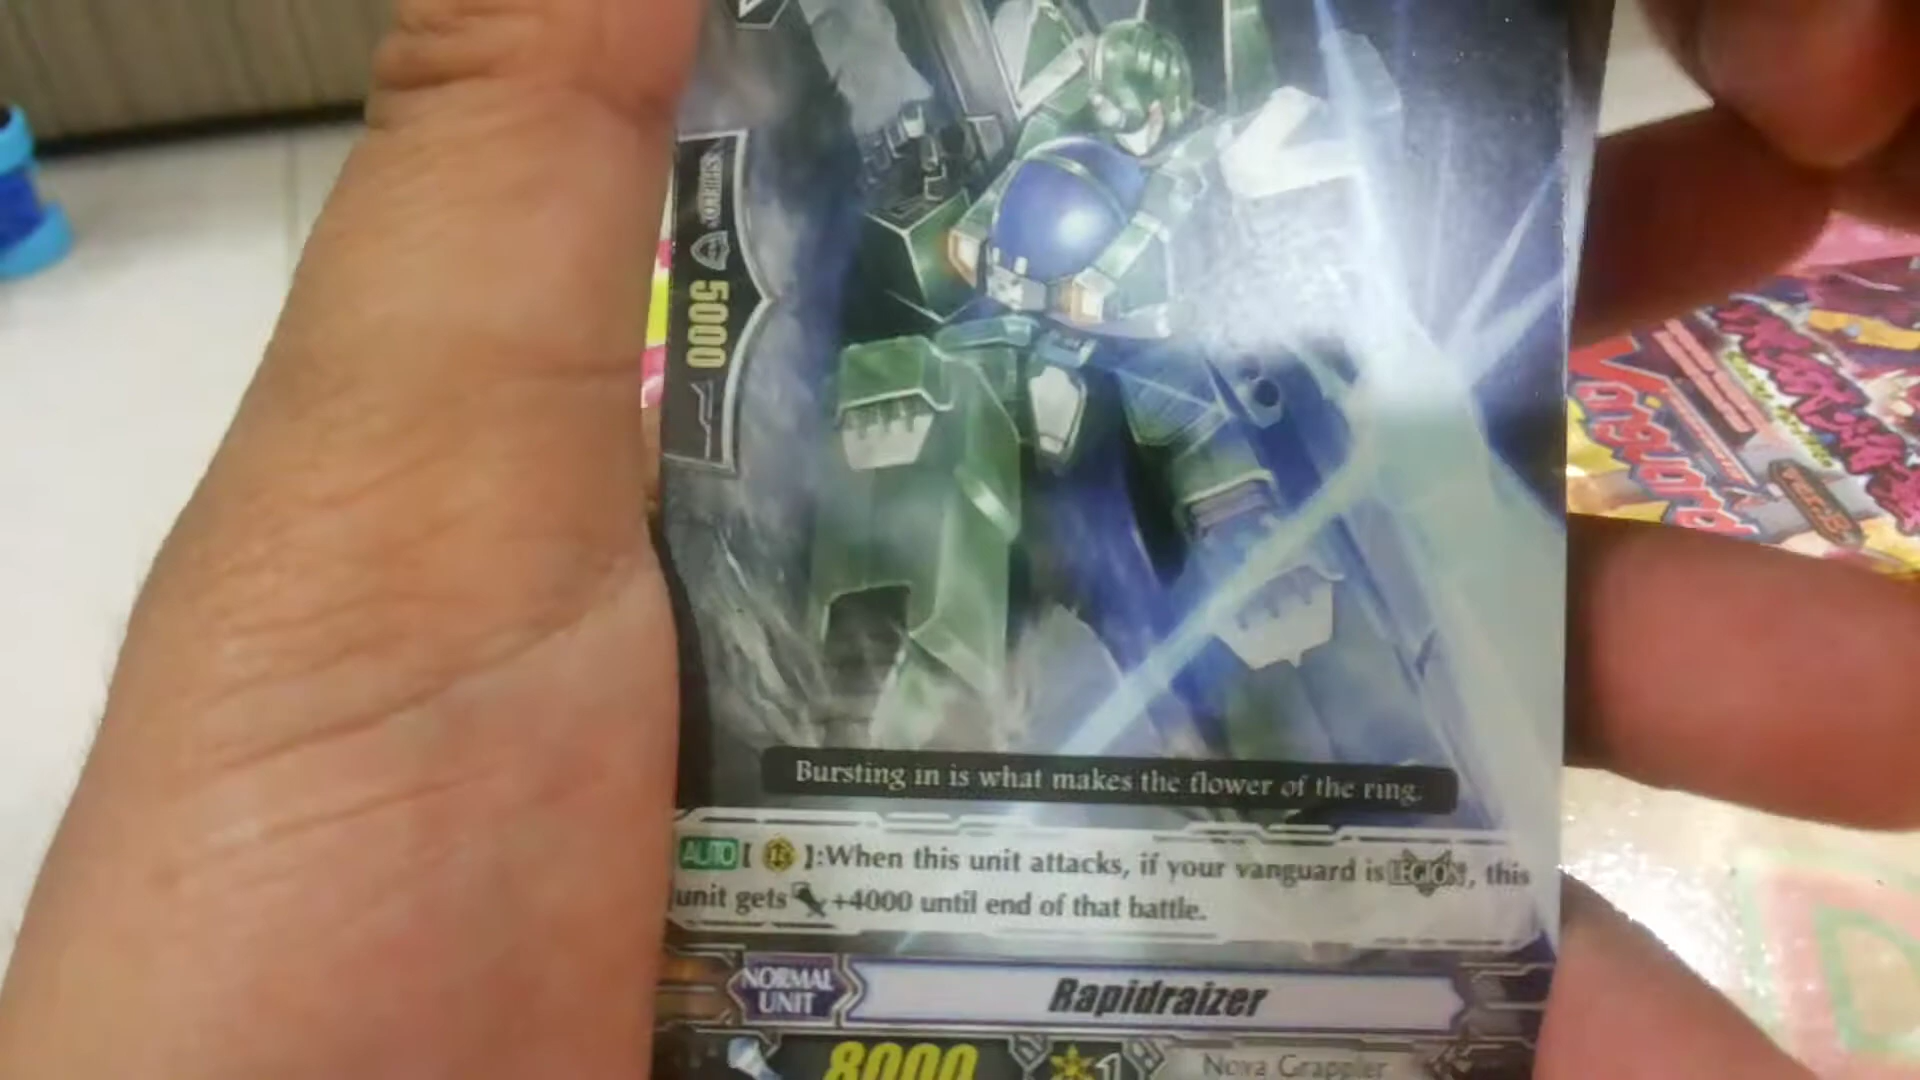 SHIELD
5000
Bursting in is what makes the flower of the ring.
AUTO [ RC ]:When this unit attacks, if your vanguard is LEGION, this
unit gets +4000 until end of that battle.
NORMAL
UNIT
Rapidraizer
8000
1
Nova Grappler
Vanguard